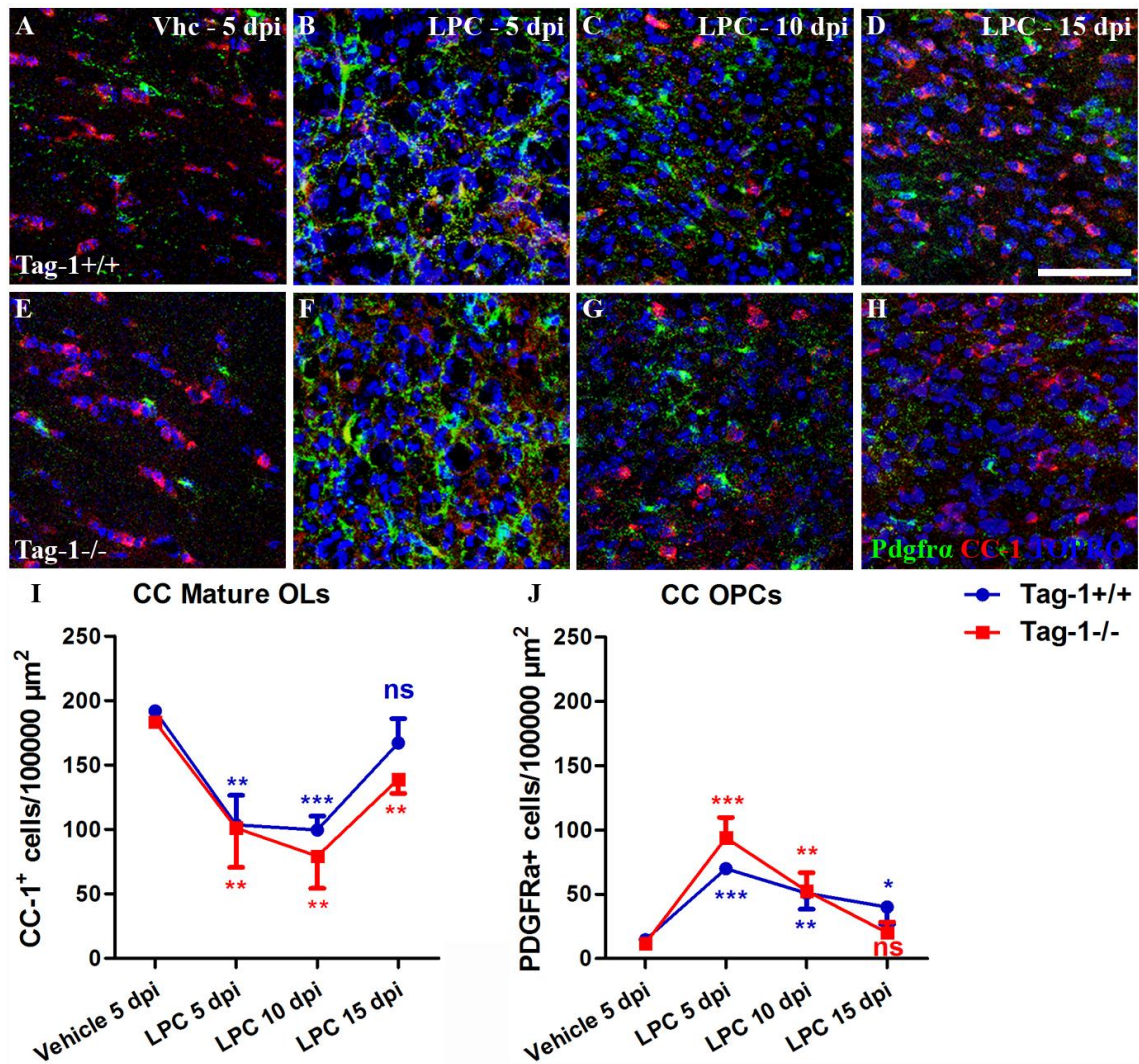 A Vhc - 5 dpi
B LPC - 5 dpi
C LPC - 10 dpi
D LPC - 15 dpi
Tag-1+/+
E
F
G
H
Tag-1-/-
Pdgfrα CC-1 TOPRO
I CC Mature OLs
CC-1⁺ cells/100000 µm²
250
200
150
100
50
0
**
***
ns
**
**
**
Vehicle 5 dpi
LPC 5 dpi
LPC 10 dpi
LPC 15 dpi
J CC OPCs
PDGFRa+ cells/100000 µm²
250
200
150
100
50
0
***
**
*
***
**
ns
Vehicle 5 dpi
LPC 5 dpi
LPC 10 dpi
LPC 15 dpi
Tag-1+/+
Tag-1-/-